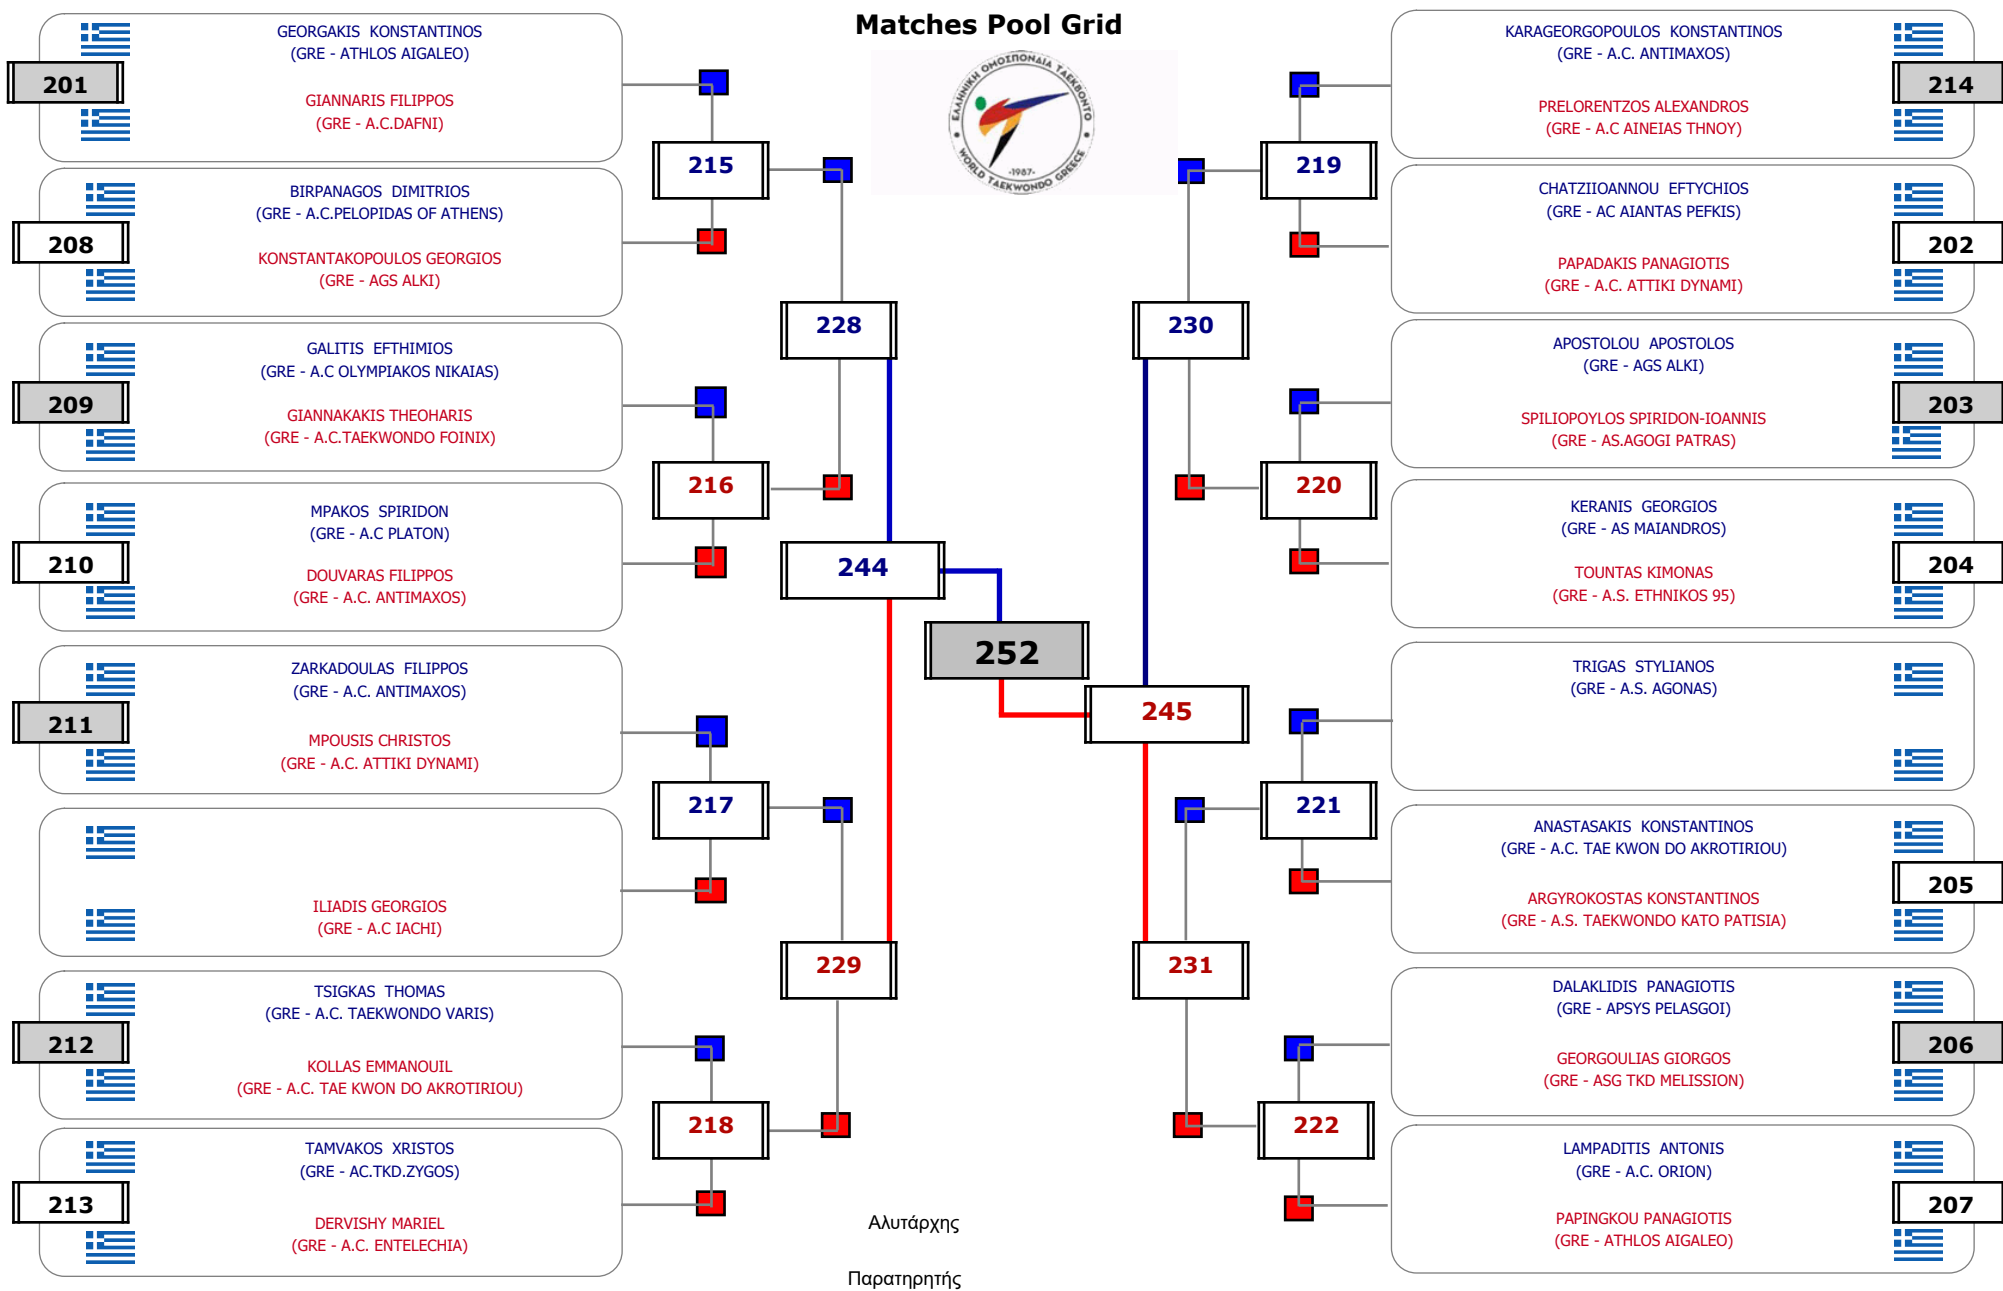 Matches Pool Grid
ΕΛΛΗΝΙΚΗ ΟΜΟΣΠΟΝΔΙΑ ΤΑΕΚΒΟΝΤΟ
·1987·
WORLD TAEKWONDO GREECE
201
GEORGAKIS KONSTANTINOS
(GRE - ATHLOS AIGALEO)
GIANNARIS FILIPPOS
(GRE - A.C.DAFNI)
208
BIRPANAGOS DIMITRIOS
(GRE - A.C.PELOPIDAS OF ATHENS)
KONSTANTAKOPOULOS GEORGIOS
(GRE - AGS ALKI)
209
GALITIS EFTHIMIOS
(GRE - A.C OLYMPIAKOS NIKAIAS)
GIANNAKAKIS THEOHARIS
(GRE - A.C.TAEKWONDO FOINIX)
210
MPAKOS SPIRIDON
(GRE - A.C PLATON)
DOUVARAS FILIPPOS
(GRE - A.C. ANTIMAXOS)
211
ZARKADOULAS FILIPPOS
(GRE - A.C. ANTIMAXOS)
MPOUSIS CHRISTOS
(GRE - A.C. ATTIKI DYNAMI)
ILIADIS GEORGIOS
(GRE - A.C IACHI)
212
TSIGKAS THOMAS
(GRE - A.C. TAEKWONDO VARIS)
KOLLAS EMMANOUIL
(GRE - A.C. TAE KWON DO AKROTIRIOU)
213
TAMVAKOS XRISTOS
(GRE - AC.TKD.ZYGOS)
DERVISHY MARIEL
(GRE - A.C. ENTELECHIA)
215
216
217
218
228
229
244
252
245
230
231
219
220
221
222
KARAGEORGOPOULOS KONSTANTINOS
(GRE - A.C. ANTIMAXOS)
214
PRELORENTZOS ALEXANDROS
(GRE - A.C AINEIAS THNOY)
CHATZIIOANNOU EFTYCHIOS
(GRE - AC AIANTAS PEFKIS)
202
PAPADAKIS PANAGIOTIS
(GRE - A.C. ATTIKI DYNAMI)
APOSTOLOU APOSTOLOS
(GRE - AGS ALKI)
203
SPILIOPOYLOS SPIRIDON-IOANNIS
(GRE - AS.AGOGI PATRAS)
KERANIS GEORGIOS
(GRE - AS MAIANDROS)
204
TOUNTAS KIMONAS
(GRE - A.S. ETHNIKOS 95)
TRIGAS STYLIANOS
(GRE - A.S. AGONAS)
ANASTASAKIS KONSTANTINOS
(GRE - A.C. TAE KWON DO AKROTIRIOU)
205
ARGYROKOSTAS KONSTANTINOS
(GRE - A.S. TAEKWONDO KATO PATISIA)
DALAKLIDIS PANAGIOTIS
(GRE - APSYS PELASGOI)
206
GEORGOULIAS GIORGOS
(GRE - ASG TKD MELISSION)
LAMPADITIS ANTONIS
(GRE - A.C. ORION)
207
PAPINGKOU PANAGIOTIS
(GRE - ATHLOS AIGALEO)
Αλυτάρχης
Παρατηρητής